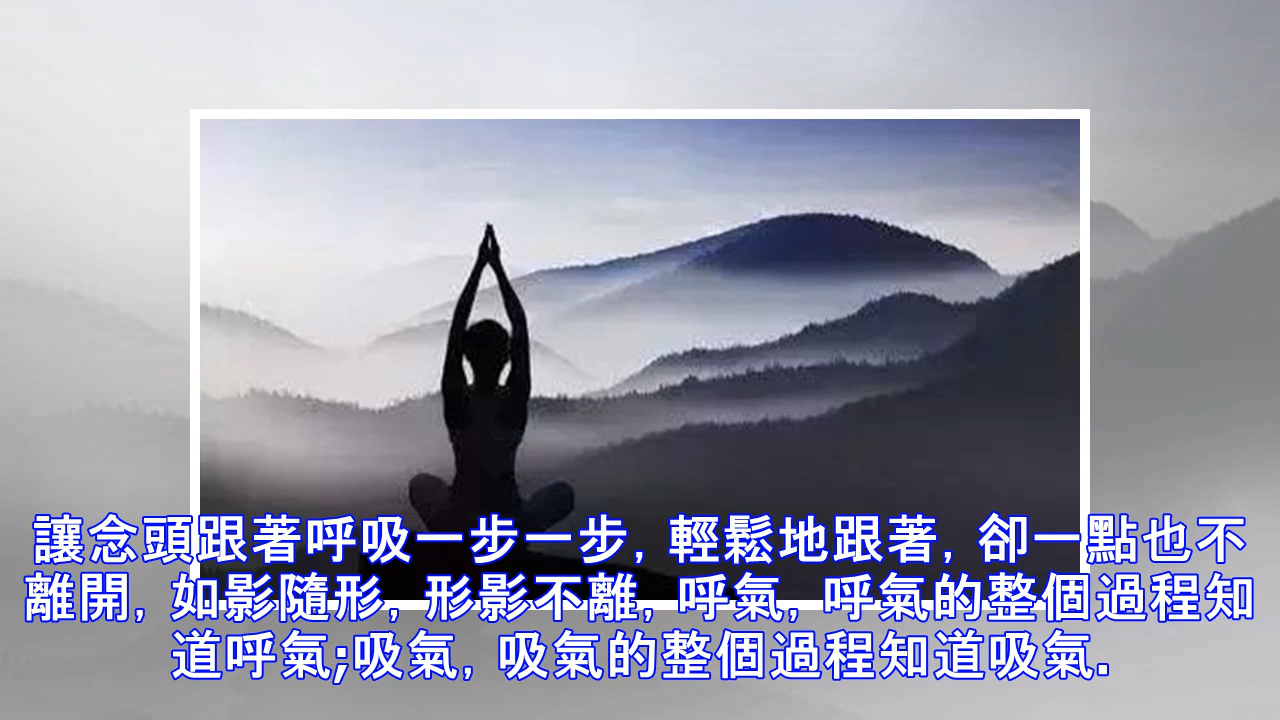 讓念頭跟著呼吸一步一步, 輕鬆地跟著, 卻一點也不
離開, 如影隨形, 形影不離, 呼氣, 呼氣的整個過程知
道呼氣;吸氣, 吸氣的整個過程知道吸氣.